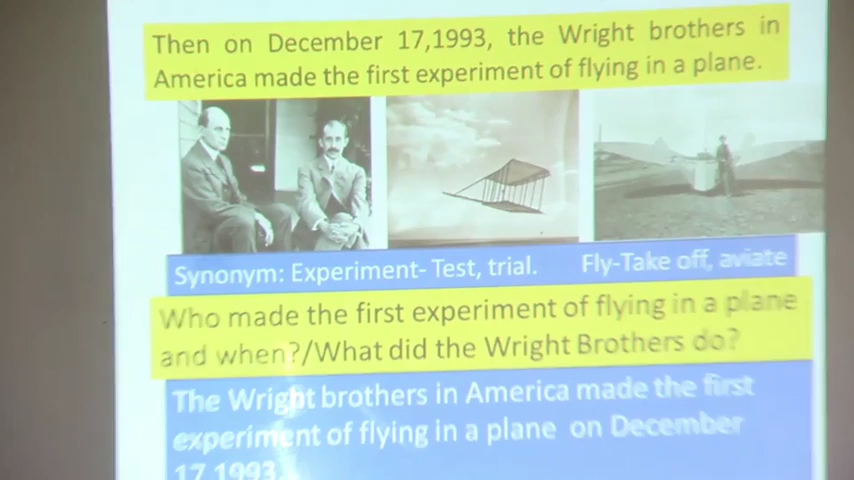 Then on December 17,1993, the Wright brothers in
America made the first experiment of flying in a plane.
Synonym: Experiment- Test, trial. Fly-Take off, aviate
Who made the first experiment of flying in a plane
and when?/What did the Wright Brothers do?
The Wright brothers in America made the first
experiment of flying in a plane on December
17,1993.